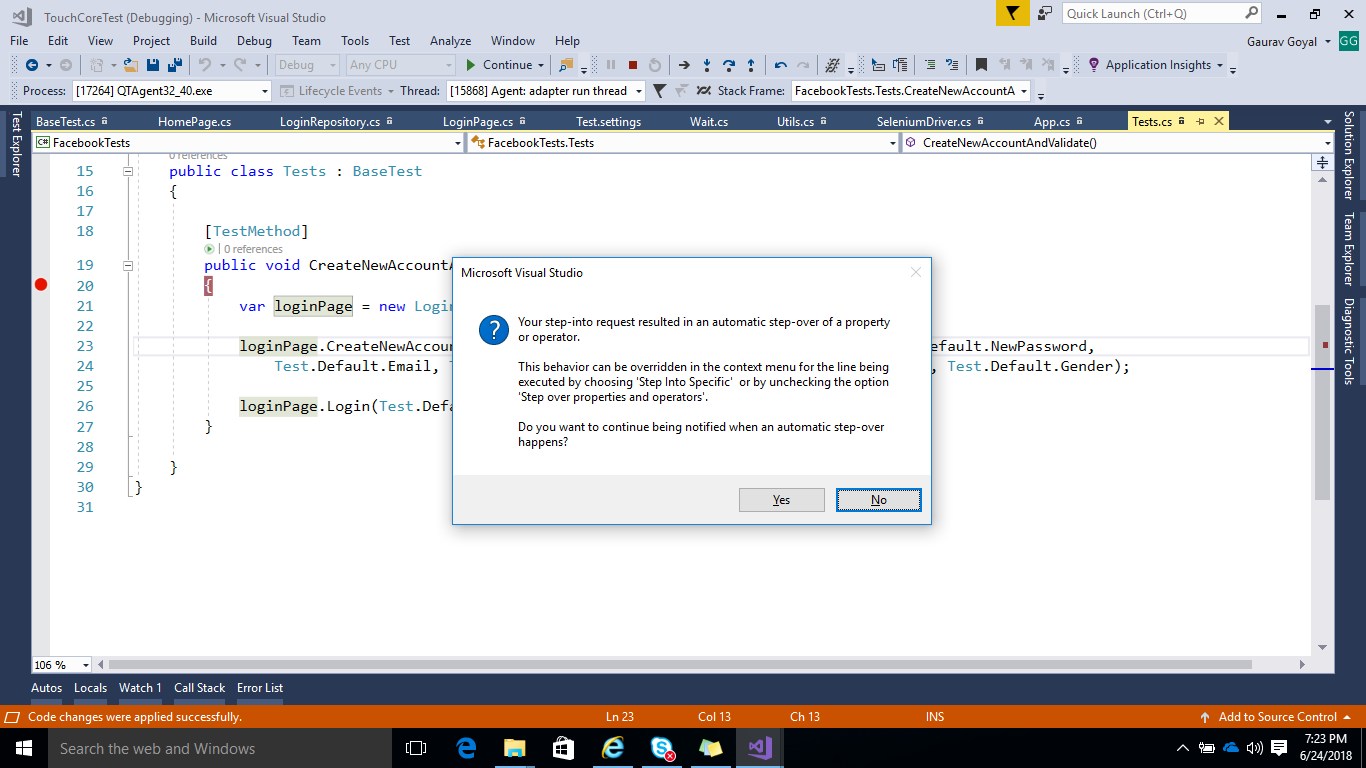 TouchCoreTest (Debugging) - Microsoft Visual Studio
Quick Launch (Ctrl+Q)
File Edit View Project Build Debug Team Tools Test Analyze Window Help
Gaurav Goyal GG
Debug Any CPU Continue Application Insights
Process: [17264] QTAgent32_40.exe Lifecycle Events Thread: [15868] Agent: adapter run thread Stack Frame: FacebookTests.Tests.CreateNewAccountA
Test Explorer
BaseTest.cs HomePage.cs LoginRepository.cs LoginPage.cs Test.settings Wait.cs Utils.cs SeleniumDriver.cs App.cs Tests.cs
C# FacebookTests FacebookTests.Tests CreateNewAccountAndValidate()
0 references
15 public class Tests : BaseTest
16 {
17
18 [TestMethod]
0 references
19 public void CreateNewAccountA
20 {
21 var loginPage = new Login
22
23 loginPage.CreateNewAccoun efault.NewPassword,
24 Test.Default.Email, , Test.Default.Gender);
25
26 loginPage.Login(Test.Defa
27 }
28
29 }
30 }
31
Microsoft Visual Studio
Your step-into request resulted in an automatic step-over of a property
or operator.
This behavior can be overridden in the context menu for the line being
executed by choosing 'Step Into Specific' or by unchecking the option
'Step over properties and operators'.
Do you want to continue being notified when an automatic step-over
happens?
Yes No
Solution Explorer
Team Explorer
Diagnostic Tools
106 %
Autos Locals Watch 1 Call Stack Error List
Code changes were applied successfully. Ln 23 Col 13 Ch 13 INS Add to Source Control
Search the web and Windows
7:23 PM
6/24/2018